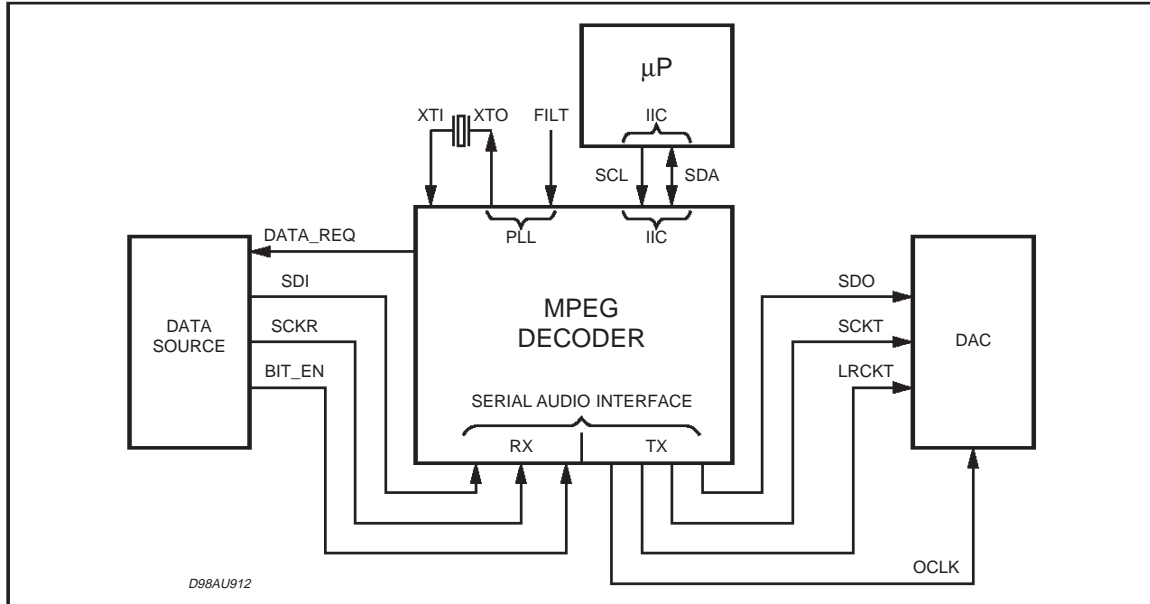 μP
IIC
XTI XTO FILT
SCL SDA
PLL IIC
DATA_REQ
SDI
SCKR
BIT_EN
DATA
SOURCE
MPEG
DECODER
SERIAL AUDIO INTERFACE
RX TX
SDO
SCKT
LRCKT
DAC
OCLK
D98AU912